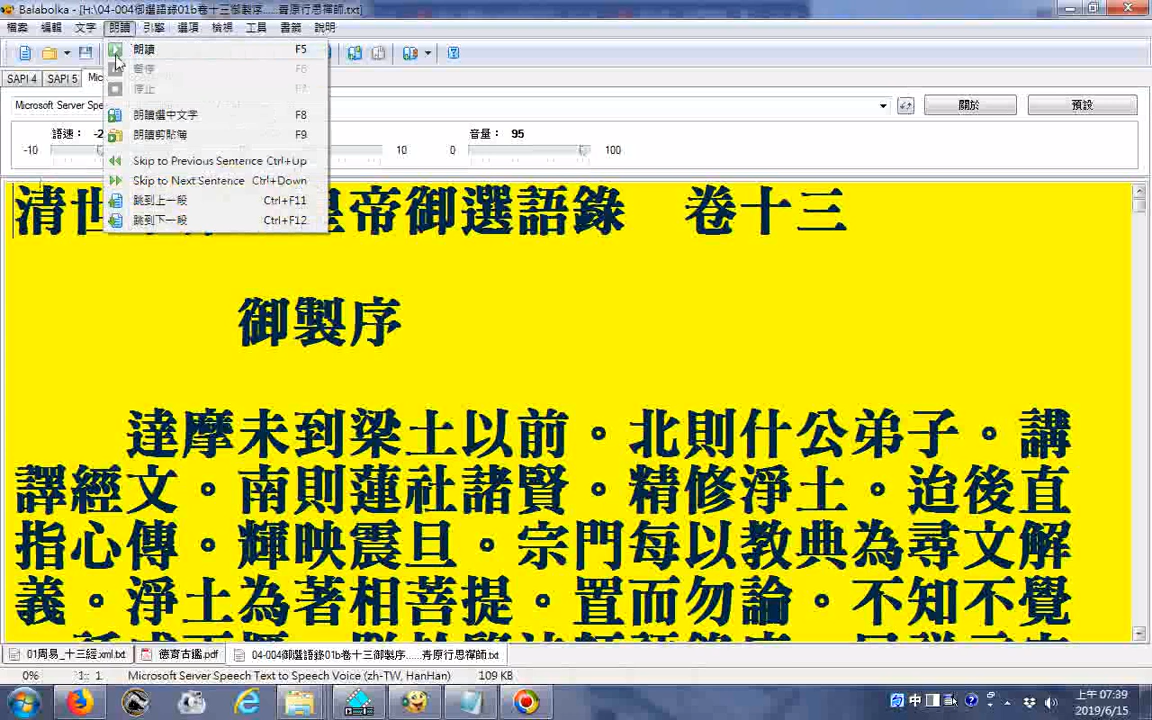 Balabolka - [H:\04-004御選語錄01b卷十三御製序.....青原行思禪師.txt]
檔案 編輯 文字 朗讀 引擎 選項 檢視 工具 書籤 說明
朗讀 F5
暫停 F6
停止 F7
朗讀選中文字 F8
朗讀剪貼簿 F9
Skip to Previous Sentence Ctrl+Up
Skip to Next Sentence Ctrl+Down
跳到上一段 Ctrl+F11
跳到下一段 Ctrl+F12
SAPI 4 SAPI 5 Mic
Microsoft Server Spe 關於 預設
語速： -2 音量： 95
-10 10 0 100
清世 皇帝御選語錄 卷十三
御製序
達摩未到梁土以前。北則什公弟子。講
譯經文。南則蓮社諸賢。精修淨土。迨後直
指心傳。輝映震旦。宗門每以教典為尋文解
義。淨土為著相菩提。置而勿論。不知不覺
01周易_十三經.xml.txt 德育古鑑.pdf 04-004御選語錄01b卷十三御製序.....青原行思禪師.txt
0% 1: 1 Microsoft Server Speech Text to Speech Voice (zh-TW, HanHan) 109 KB
中 上午 07:39
2019/6/15